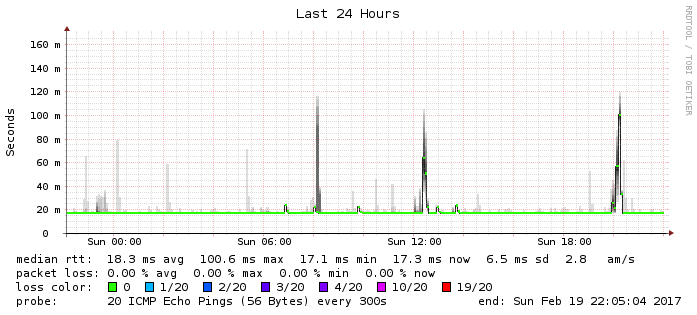 Last 24 Hours
RRDTOOL / TOBI OETIKER
Seconds
160 m
140 m
120 m
100 m
80 m
60 m
40 m
20 m
0
Sun 00:00 Sun 06:00 Sun 12:00 Sun 18:00
median rtt: 18.3 ms avg 100.6 ms max 17.1 ms min 17.3 ms now 6.5 ms sd 2.8 am/s
packet loss: 0.00 % avg 0.00 % max 0.00 % min 0.00 % now
loss color: 0 1/20 2/20 3/20 4/20 10/20 19/20
probe: 20 ICMP Echo Pings (56 Bytes) every 300s end: Sun Feb 19 22:05:04 2017